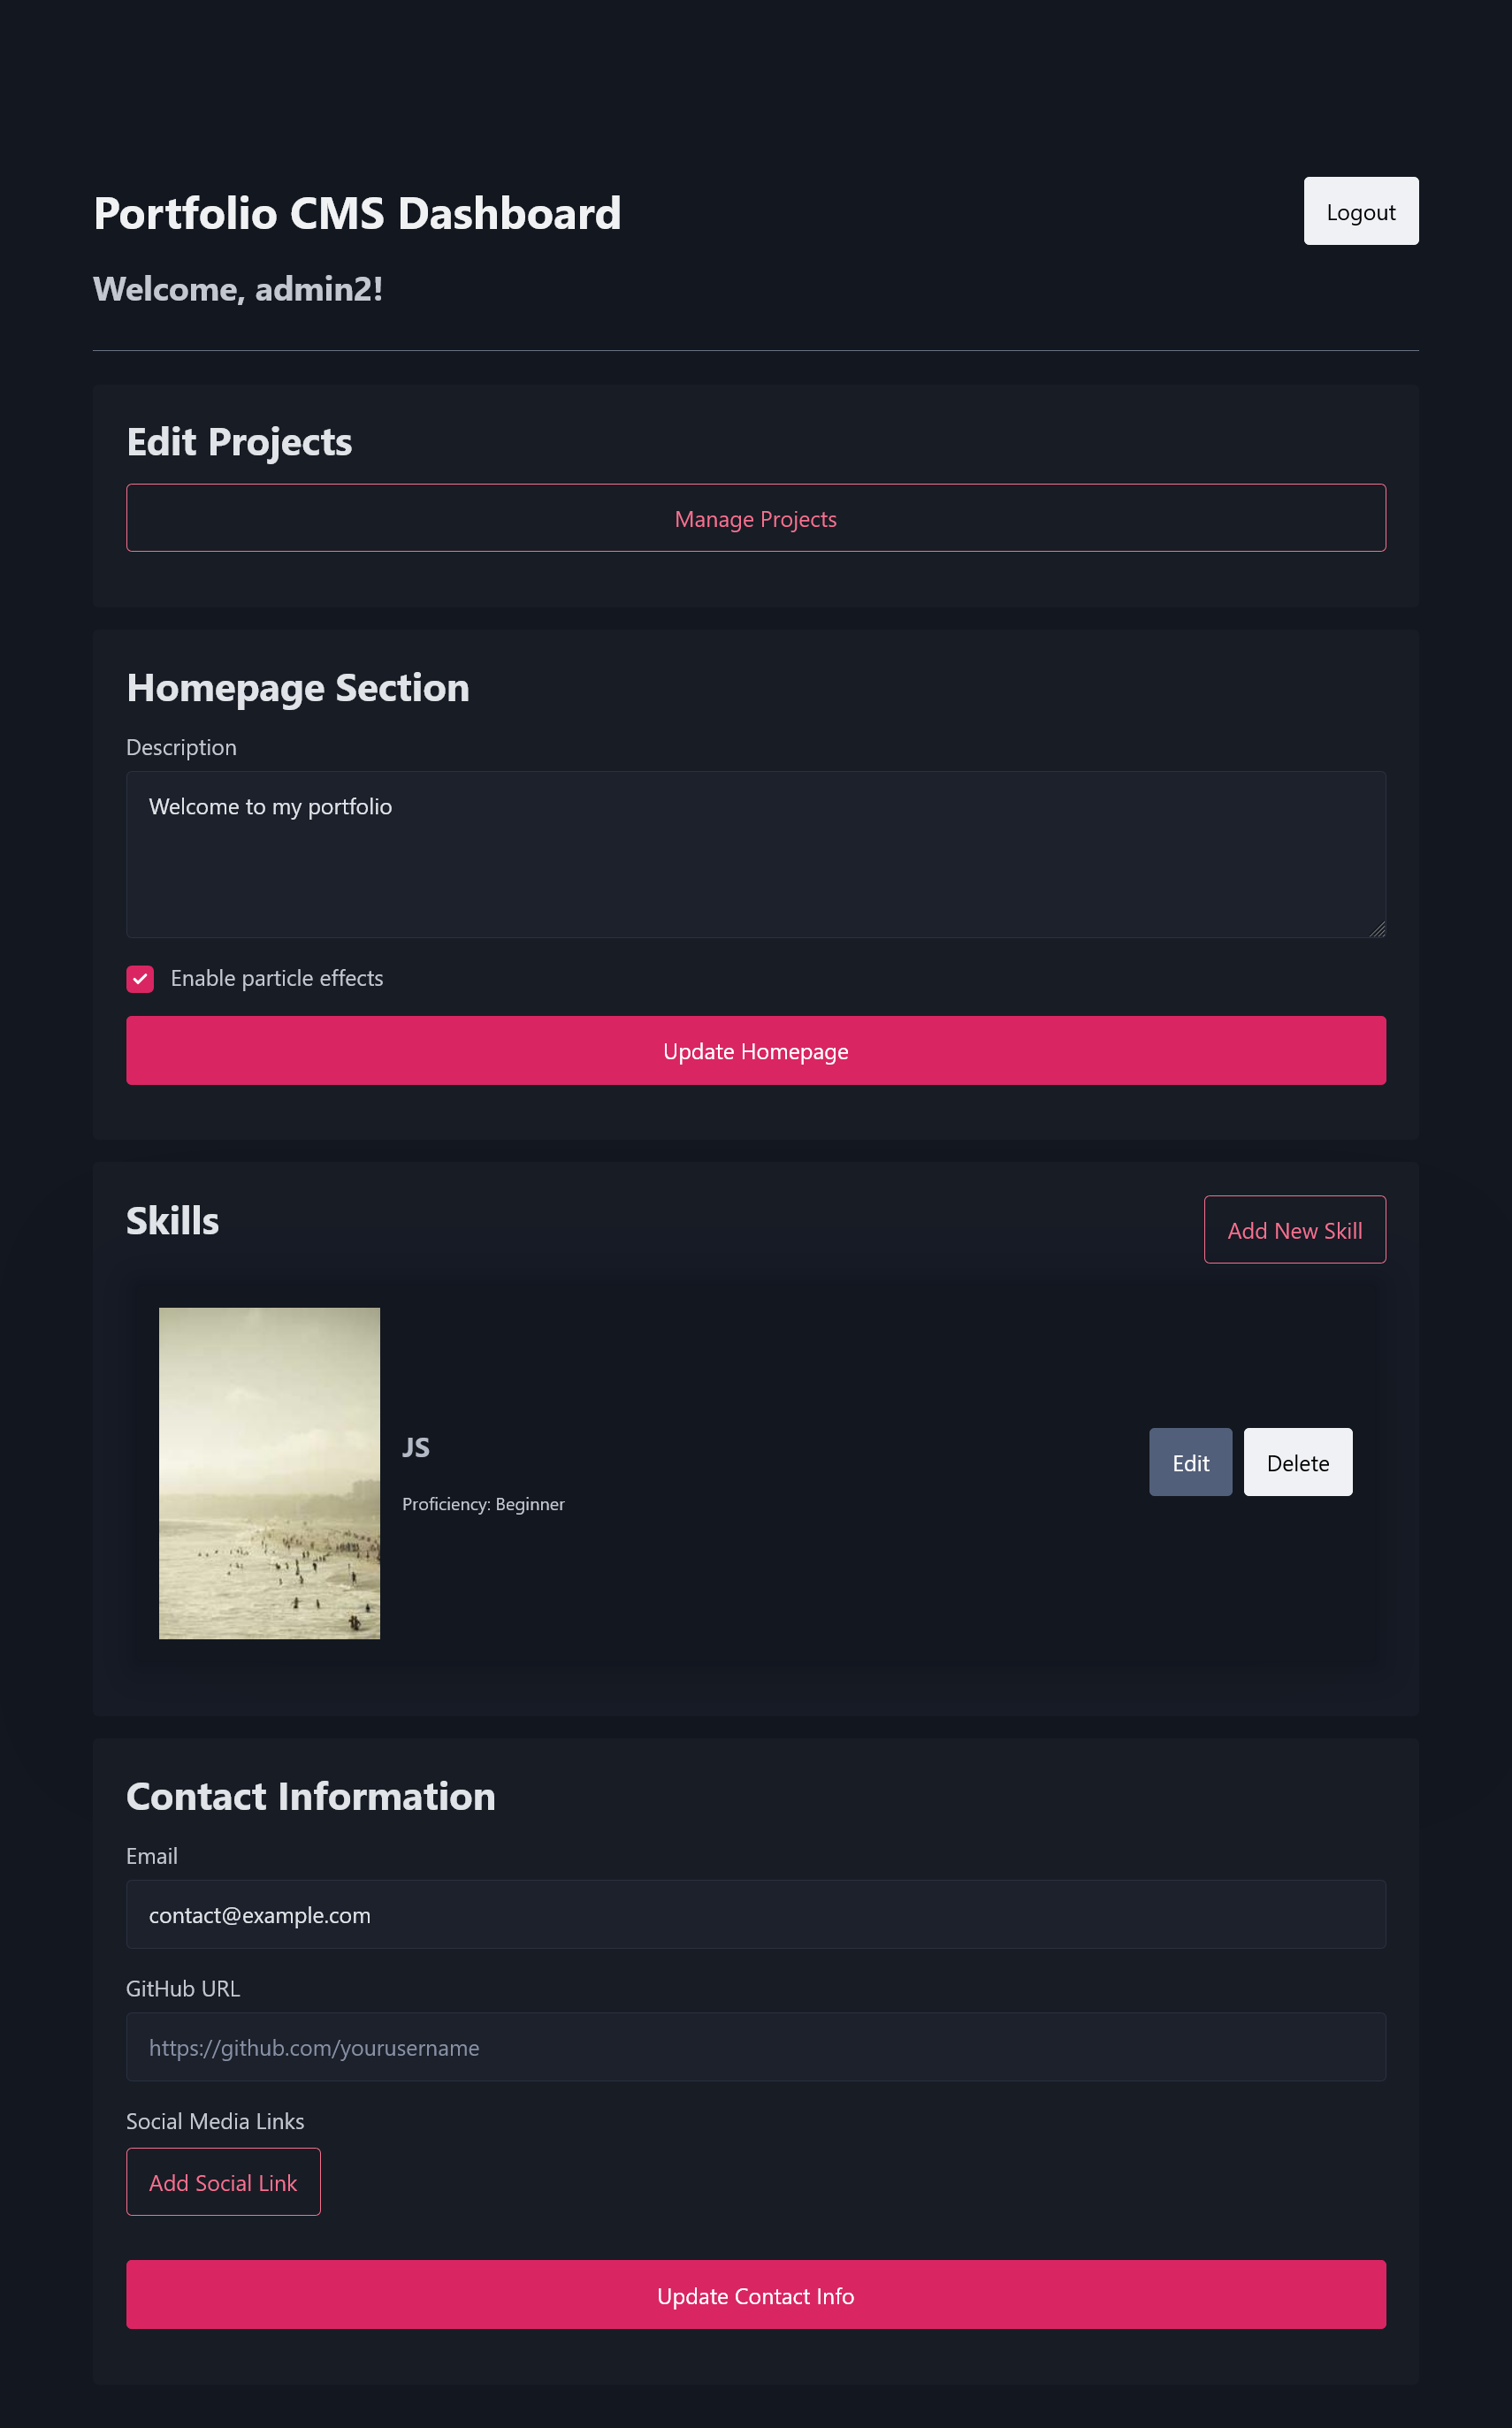 Portfolio CMS Dashboard
Logout
Welcome, admin2!
Edit Projects
Manage Projects
Homepage Section
Description
Welcome to my portfolio
Enable particle effects
Update Homepage
Skills
Add New Skill
JS
Proficiency: Beginner
Edit
Delete
Contact Information
Email
contact@example.com
GitHub URL
https://github.com/yourusername
Social Media Links
Add Social Link
Update Contact Info